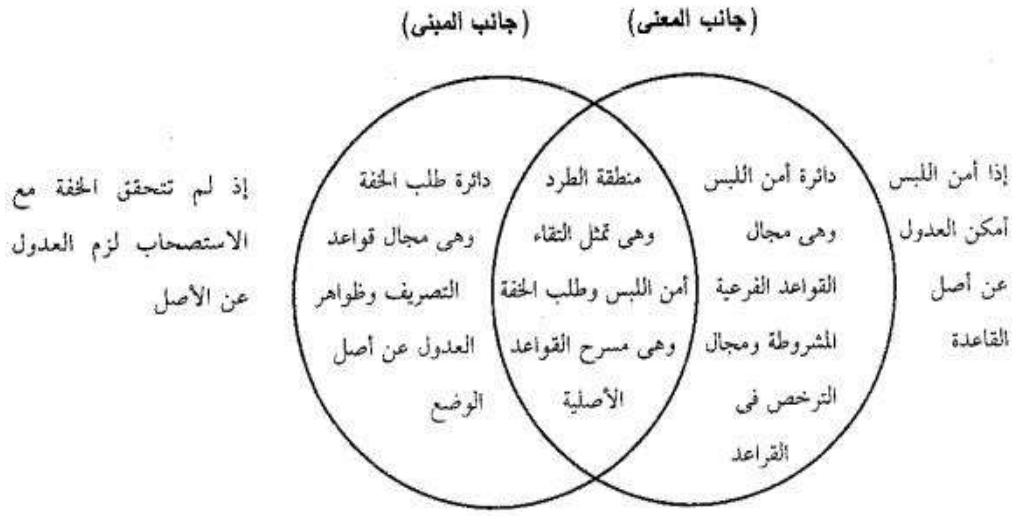 (جانب المعنى)
(جانب المبنى)
إذا أمن اللبس
أمكن العدول
عن أصل
القاعدة
دائرة أمن اللبس
وهى مجال
القواعد الفرعية
المشروطة ومجال
الترخص فى
القراعد
منطقة الطرد
وهى تمثل التقاء
أمن اللبس وطلب الخفة
وهى مسرح القواعد
الأصلية
دائرة طلب الخفة
وهى مجال قواعد
التصريف وظواهر
العدول عن أصل
الوضع
إذ لم تتحقق الخفة مع
الاستصحاب لزم العدول
عن الأصل